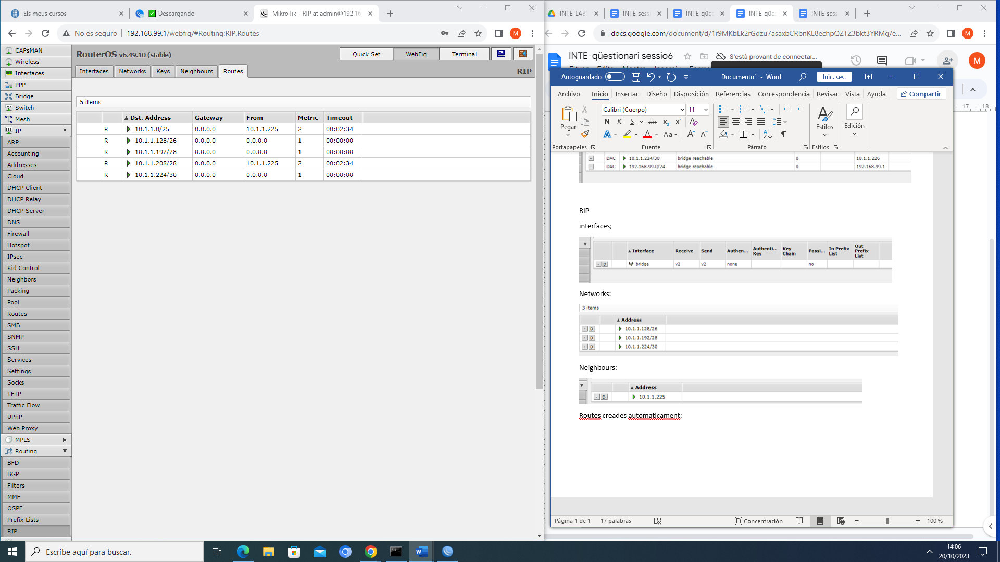 Els meus cursos
Descargando
MikroTik - RIP at admin@192.16
No es seguro
192.168.99.1/webfig/#Routing:RIP.Routes
M
CAPsMAN
Wireless
Interfaces
PPP
Bridge
Switch
Mesh
IP
ARP
Accounting
Addresses
Cloud
DHCP Client
DHCP Relay
DHCP Server
DNS
Firewall
Hotspot
IPsec
Kid Control
Neighbors
Packing
Pool
Routes
SMB
SNMP
SSH
Services
Settings
Socks
TFTP
Traffic Flow
UPnP
Web Proxy
MPLS
Routing
BFD
BGP
Filters
MME
OSPF
Prefix Lists
RIP
RouterOS v6.49.10 (stable)
Quick Set WebFig Terminal
Interfaces Networks Keys Neighbours Routes RIP
5 items
Dst. Address Gateway From Metric Timeout
R 10.1.1.0/25 0.0.0.0 10.1.1.225 2 00:02:34
R 10.1.1.128/26 0.0.0.0 0.0.0.0 1 00:00:00
R 10.1.1.192/28 0.0.0.0 0.0.0.0 1 00:00:00
R 10.1.1.208/28 0.0.0.0 10.1.1.225 2 00:02:34
R 10.1.1.224/30 0.0.0.0 0.0.0.0 1 00:00:00
INTE-LAB INTE-sess INTE-qües INTE-qües INTE-sess
docs.google.com/document/d/1r9MKbEk2rGdzu7asaxbCRbnKE8echpQZTZ3bkt3YRMg/e...
M
INTE-qüestionari sessio6
S'està provant de connectar...
M
17 18
Autoguardado
Documento1 - Word
Inic. ses.
Archivo Inicio Insertar Diseño Disposición Referencias Correspondencia Revisar Vista Ayuda Compartir
Pegar
Portapapeles
Calibri (Cuerpo) 11
N K S ab x₂ x²
A A Aa A A
Fuente
Párrafo
Estilos
Estilos
Edición
DAC 10.1.1.224/30 bridge reachable 0 10.1.1.226
DAC 192.168.99.0/24 bridge reachable 0 192.168.99.1
RIP
interfaces;
Interface Receive Send Authen... Authenti... Key Key Chain Passi... In Prefix List Out Prefix List
- D bridge v2 v2 none no
Networks:
3 items
Address
- D 10.1.1.128/26
- D 10.1.1.192/28
- D 10.1.1.224/30
Neighbours:
Address
- D 10.1.1.225
Routes creades automaticament:
Página 1 de 1 17 palabras Concentración 100 %
Escribe aquí para buscar.
14:06
20/10/2023